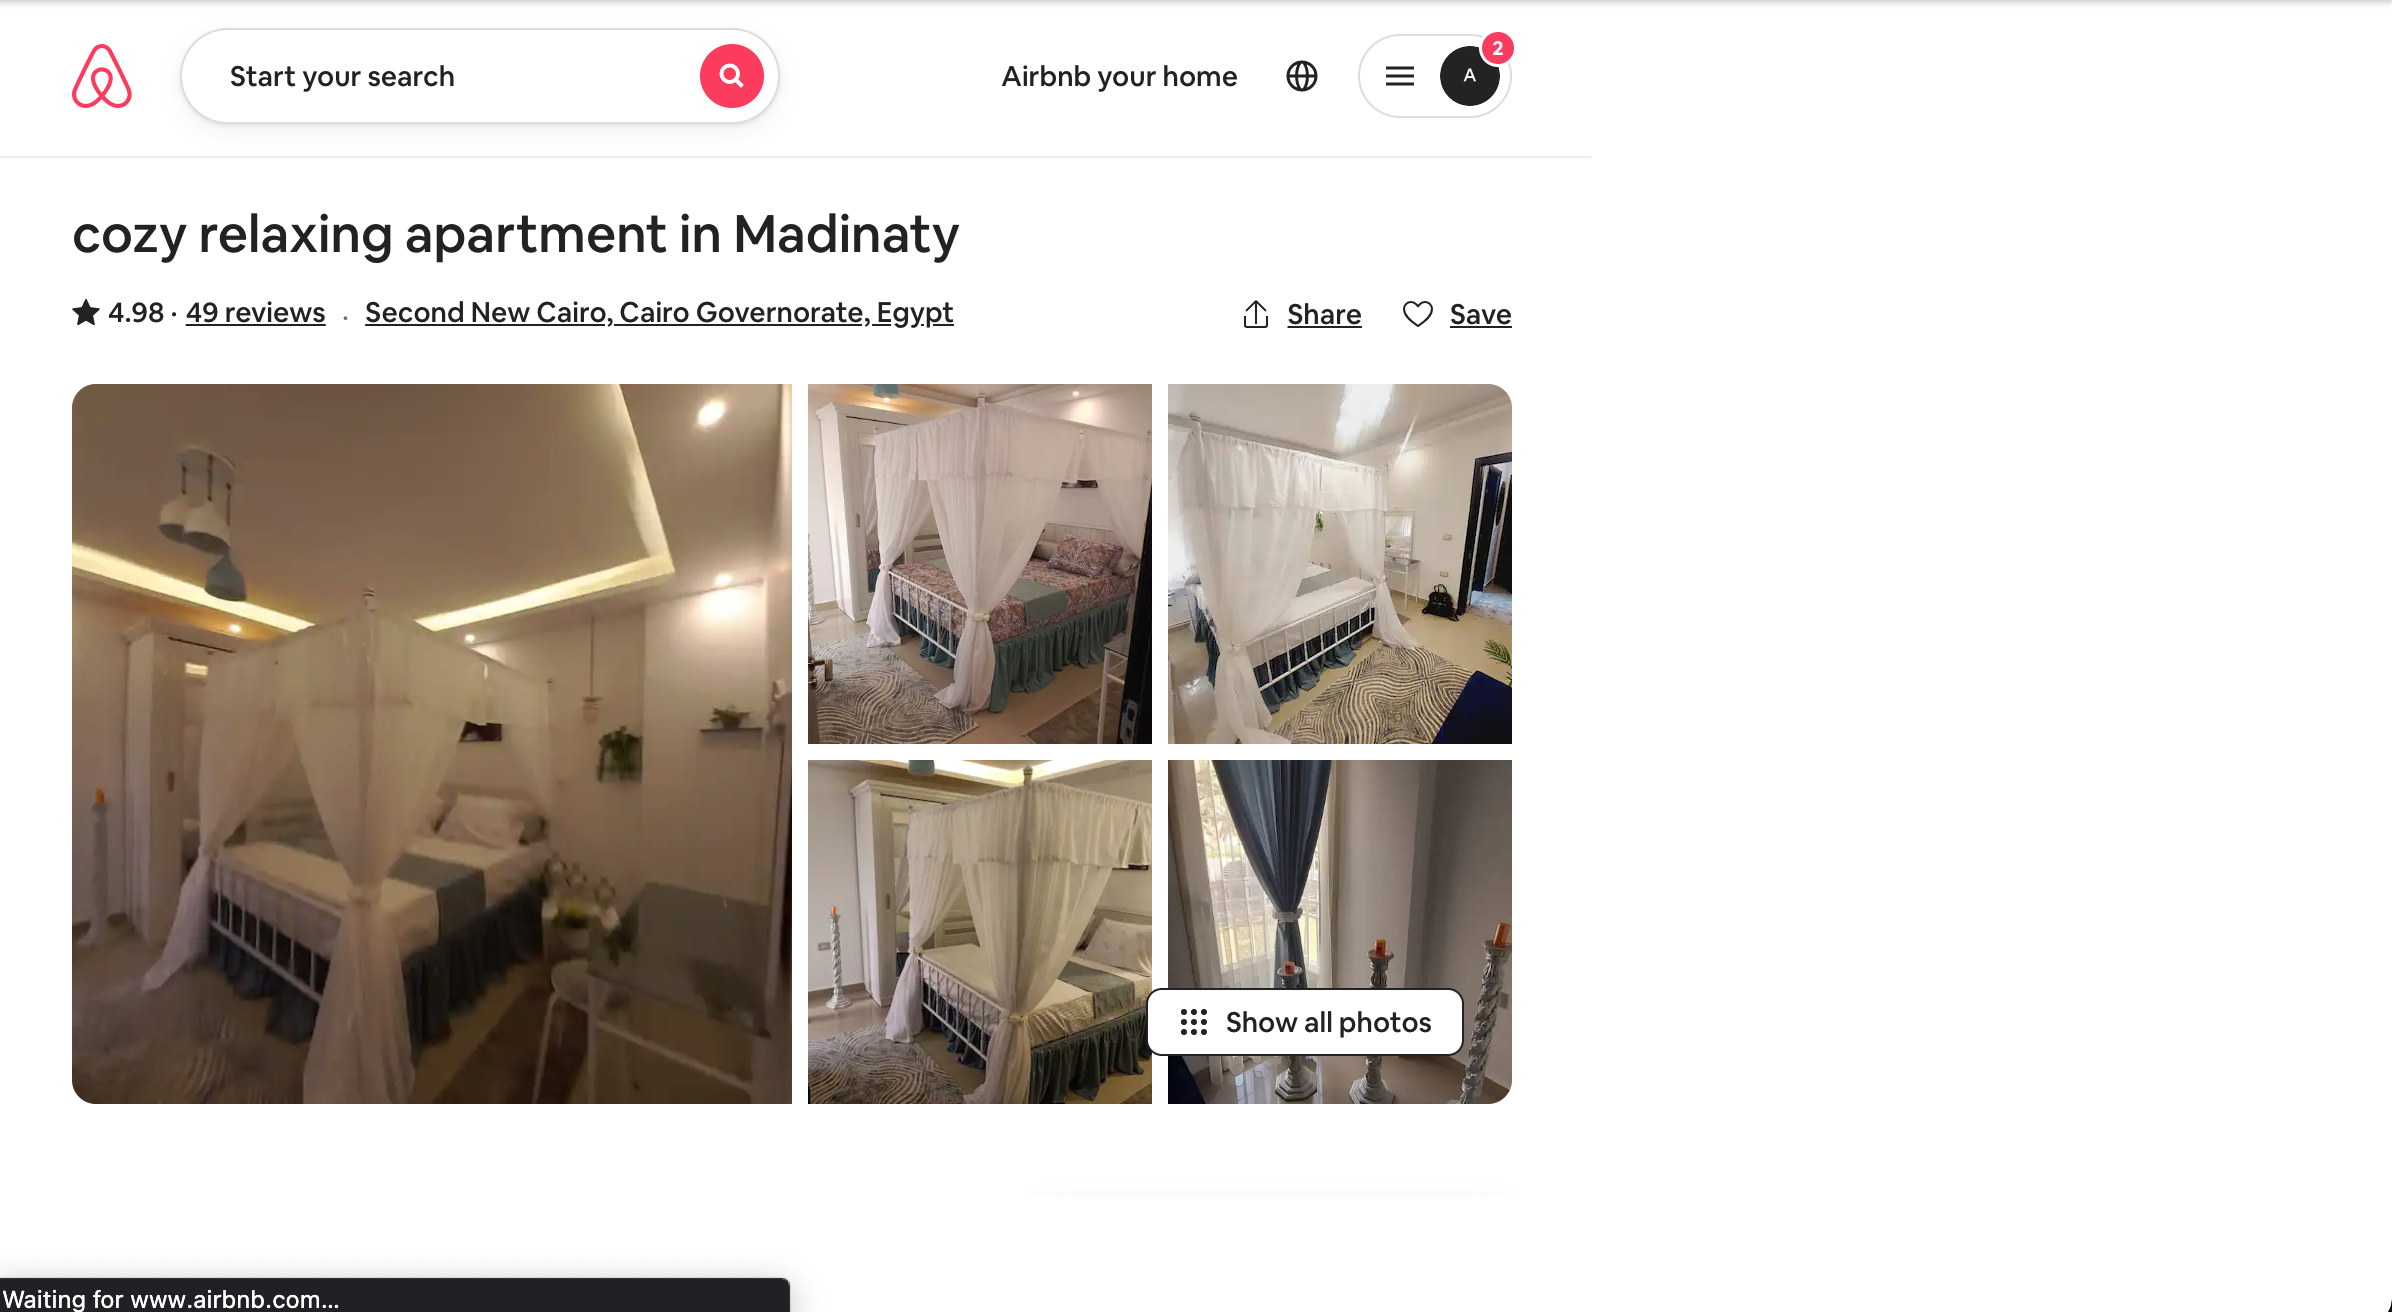 Start your search
Airbnb your home
2
A
cozy relaxing apartment in Madinaty
4.98 · 49 reviews · Second New Cairo, Cairo Governorate, Egypt
Share
Save
Show all photos
Waiting for www.airbnb.com...